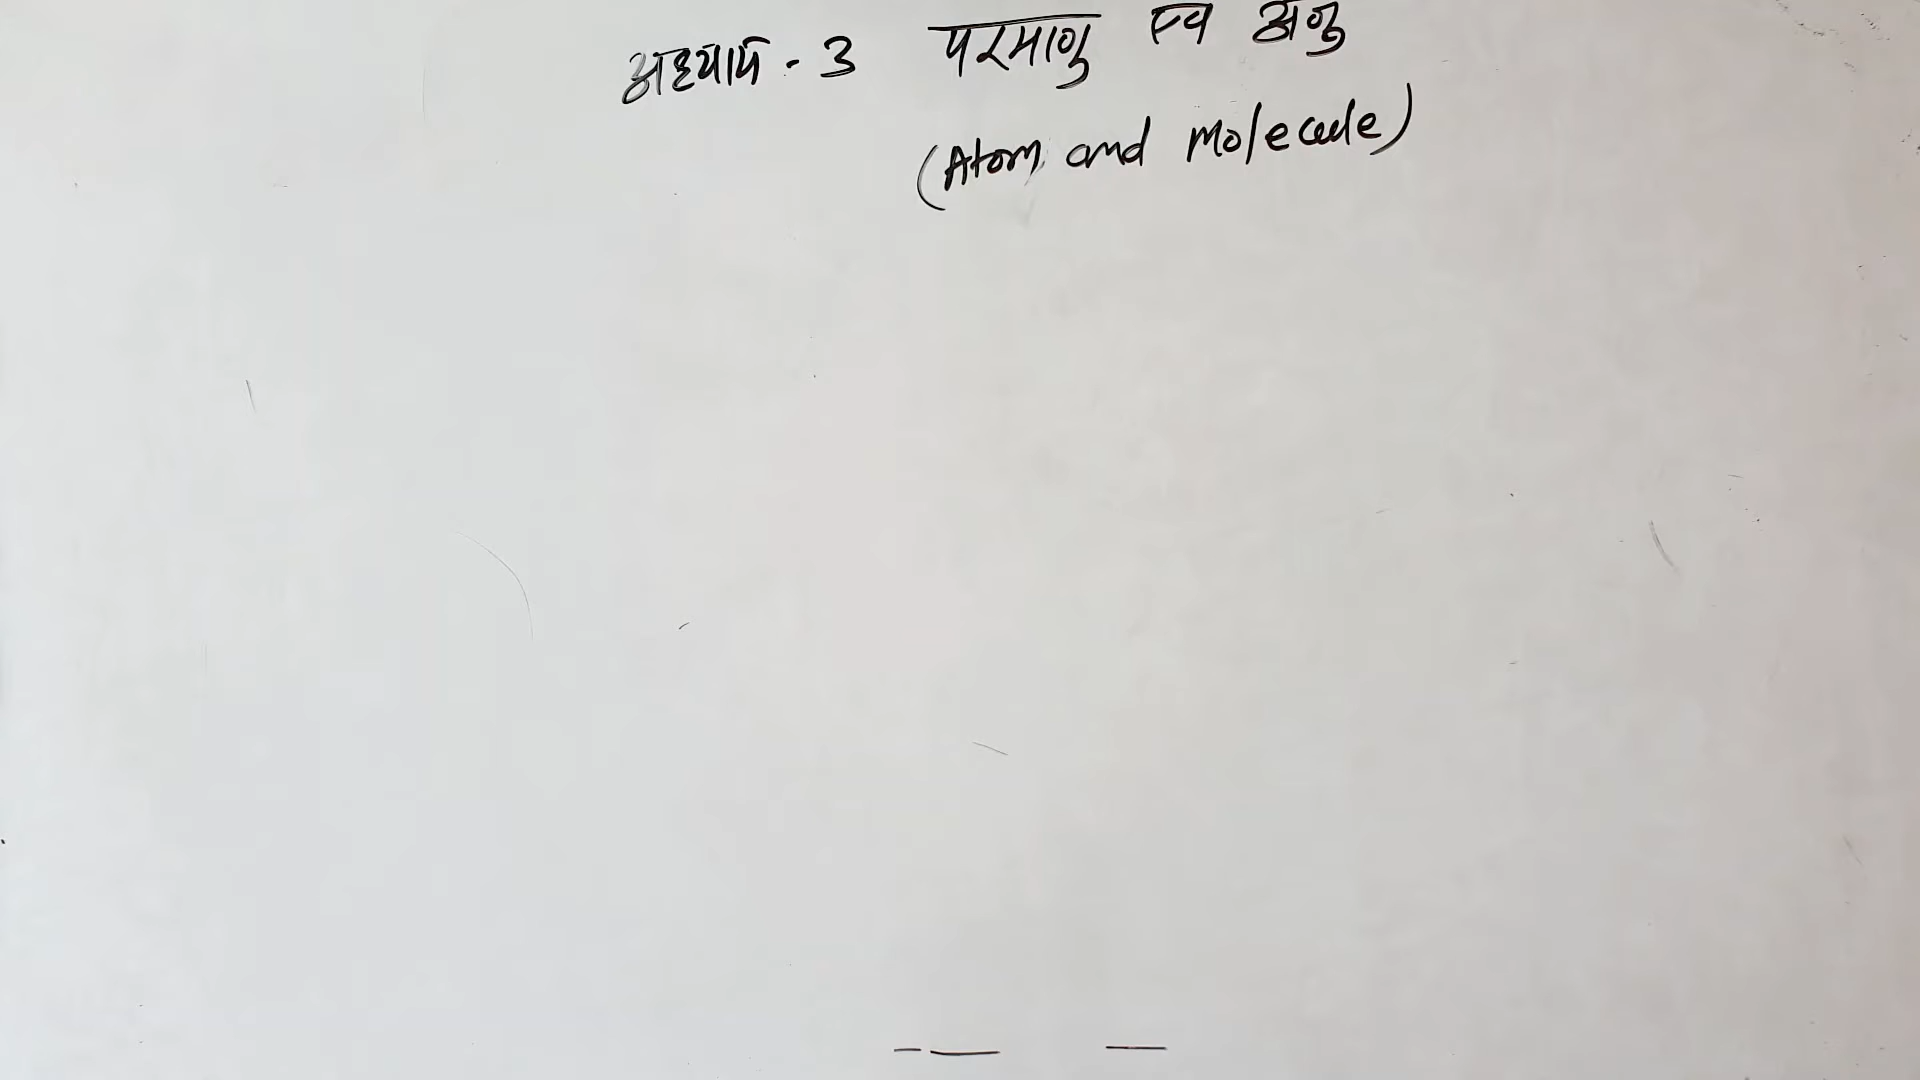 अध्याय - 3 परमाणु एव अणु
(Atom and Molecule)